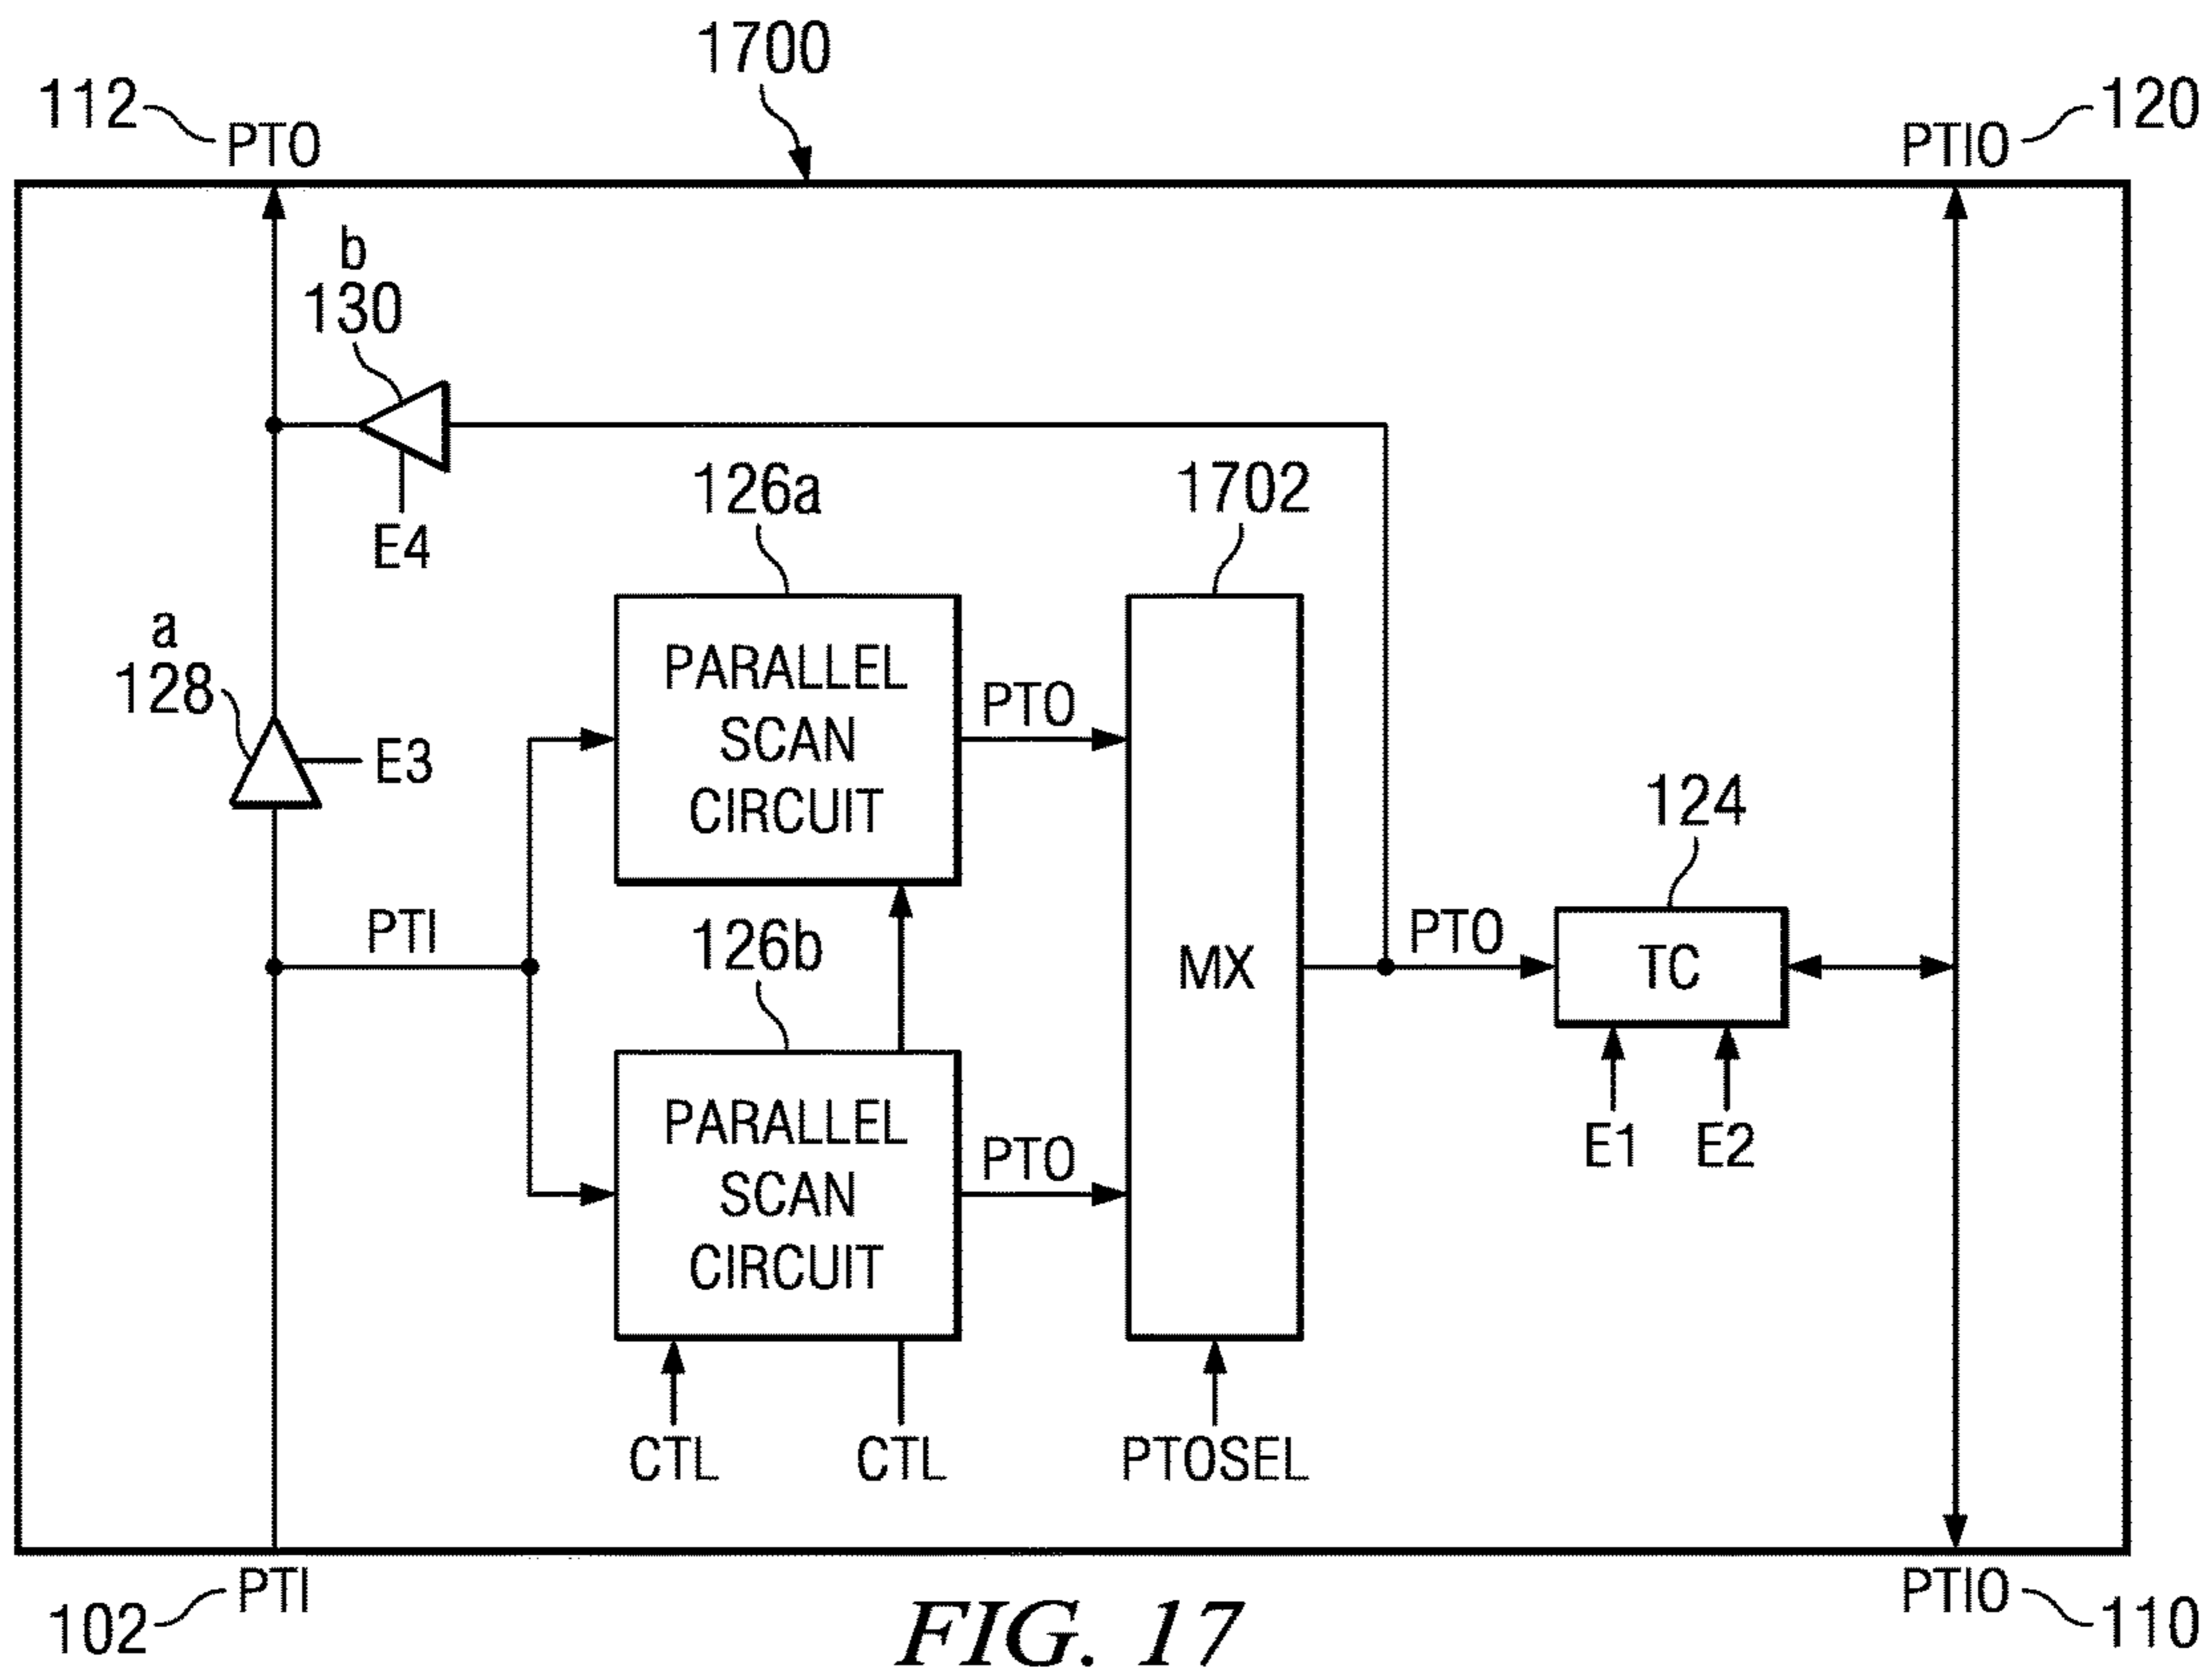 1700
112
PTO
PTIO
120
b
130
E4
126a
1702
a
128
E3
PARALLEL
SCAN
CIRCUIT
PTO
124
PTI
126b
MX
PTO
TC
PARALLEL
SCAN
CIRCUIT
PTO
E1
E2
CTL
CTL
PTOSEL
102
PTI
PTIO
110
FIG. 17